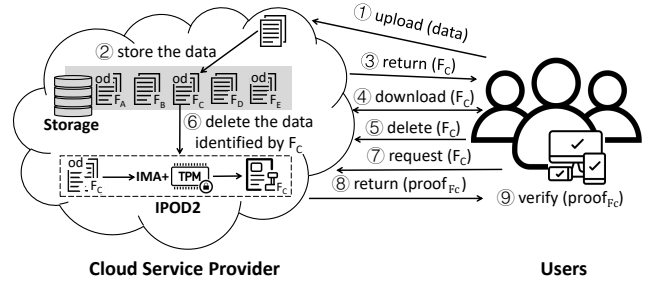 ① upload (data)
② store the data
③ return (F_C)
od F_A F_B od F_C F_D od F_E
④ download (F_C)
Storage
⑤ delete (F_C)
⑥ delete the data
identified by F_C
⑦ request (F_C)
od F_C IMA+ TPM F_C
⑧ return (proof_Fc)
IPOD2
⑨ verify (proof_Fc)
Cloud Service Provider
Users